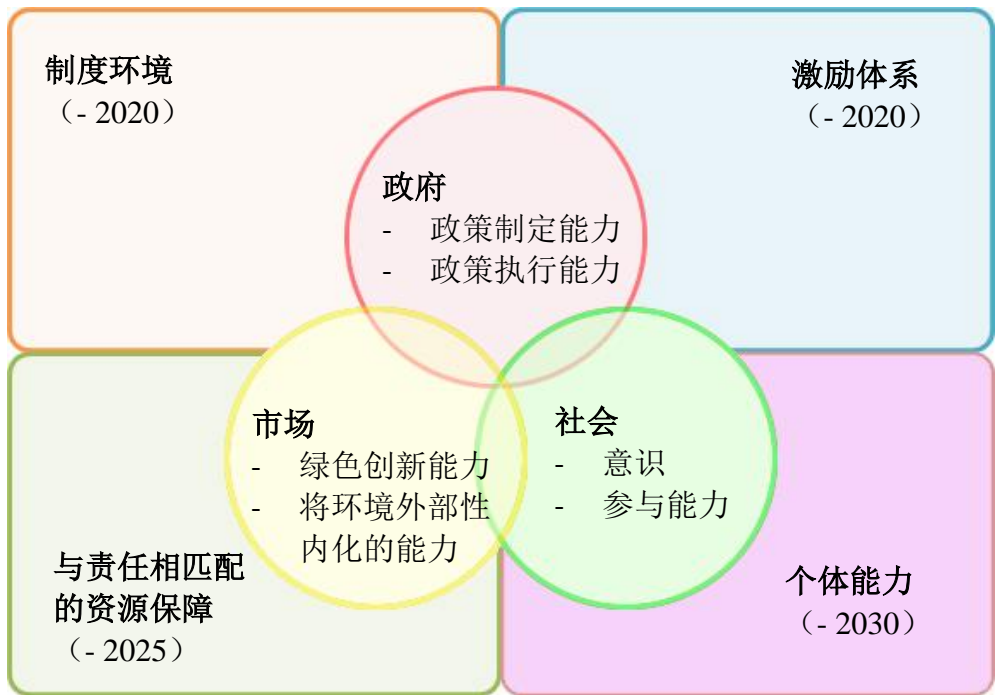 制度环境
（- 2020）
激励体系
（- 2020）
政府
- 政策制定能力
- 政策执行能力
市场
- 绿色创新能力
- 将环境外部性
内化的能力
社会
- 意识
- 参与能力
与责任相匹配
的资源保障
（- 2025）
个体能力
（- 2030）